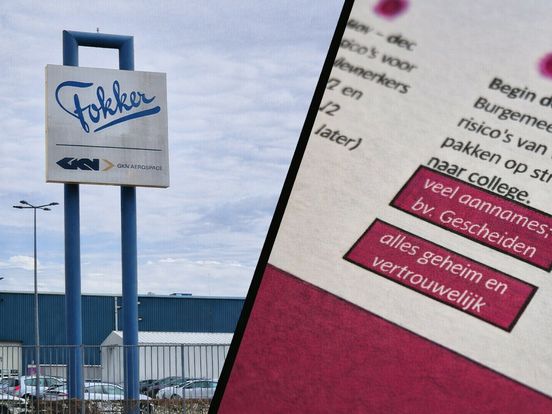 Fokker
GKN
GKN AEROSPACE
dec
risico's voor
/2 en
/2
later)
Begin d
Burgemee
risico's van
pakken op str
naar college.
veel aannames;
bv. Gescheiden
alles geheim en
vertrouwelijk